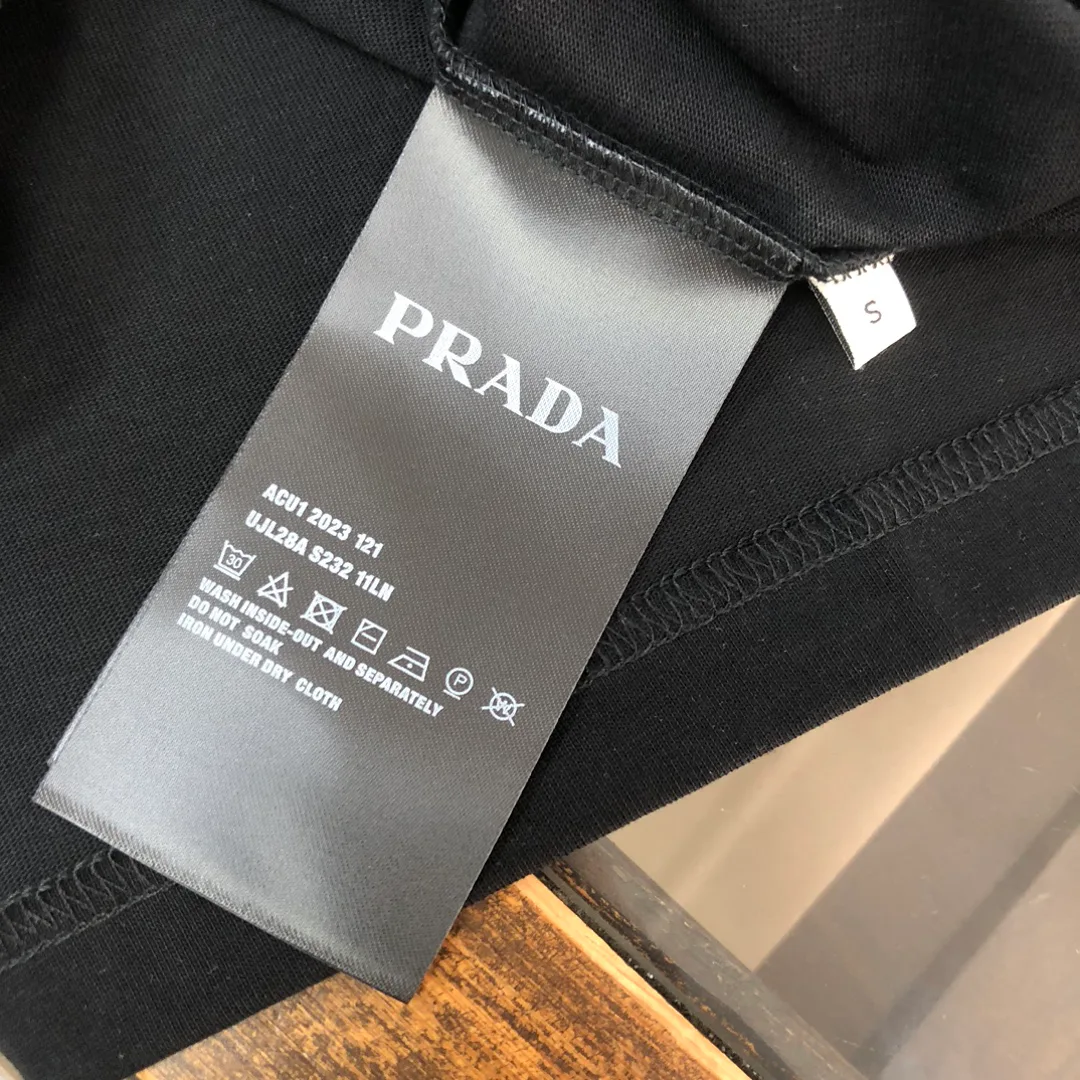 PRADA
S
ACU1 2023 121
UJL28A S232 11LN
30
P
W
WASH INSIDE-OUT AND SEPARATELY
DO NOT SOAK
IRON UNDER DRY CLOTH